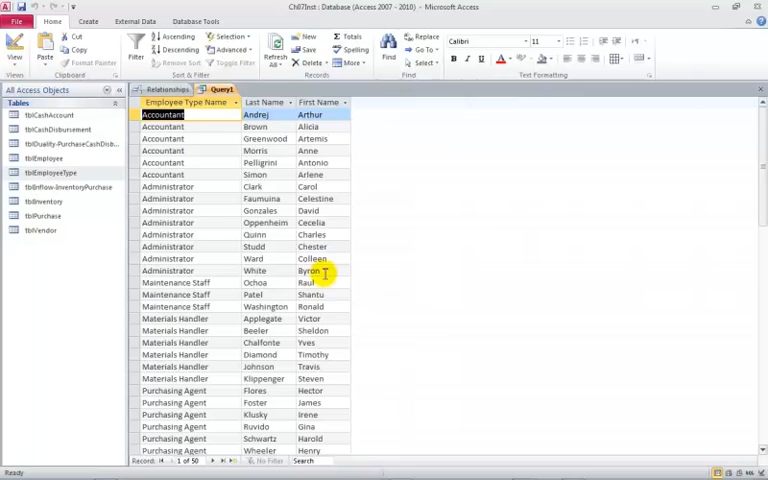 Ch07Inst : Database (Access 2007 - 2010) - Microsoft Access
File Home Create External Data Database Tools
View
Views
Paste
Cut
Copy
Format Painter
Clipboard
Filter
Ascending
Descending
Remove Sort
Selection
Advanced
Toggle Filter
Sort & Filter
Refresh All
New
Save
Delete
Totals
Spelling
More
Records
Find
Replace
Go To
Select
Find
Calibri 11
B I U
Text Formatting
All Access Objects
Tables
tblCashAccount
tblCashDisbursement
tblDuality-PurchaseCashDisb...
tblEmployee
tblEmployeeType
tblInflow-InventoryPurchase
tblInventory
tblPurchase
tblVendor
Relationships Query1
Employee Type Name Last Name First Name
Accountant Andrej Arthur
Accountant Brown Alicia
Accountant Greenwood Artemis
Accountant Morris Anne
Accountant Pelligrini Antonio
Accountant Simon Arlene
Administrator Clark Carol
Administrator Faumuina Celestine
Administrator Gonzales David
Administrator Oppenheim Cecelia
Administrator Quinn Charles
Administrator Studd Chester
Administrator Ward Colleen
Administrator White Byron
Maintenance Staff Ochoa Raul
Maintenance Staff Patel Shantu
Maintenance Staff Washington Ronald
Materials Handler Applegate Victor
Materials Handler Beeler Sheldon
Materials Handler Chalfonte Yves
Materials Handler Diamond Timothy
Materials Handler Johnson Travis
Materials Handler Klippenger Steven
Purchasing Agent Flores Hector
Purchasing Agent Foster James
Purchasing Agent Klusky Irene
Purchasing Agent Ruvido Gina
Purchasing Agent Schwartz Harold
Purchasing Agent Wheeler Henry
Record: 1 of 50 No Filter Search
Ready